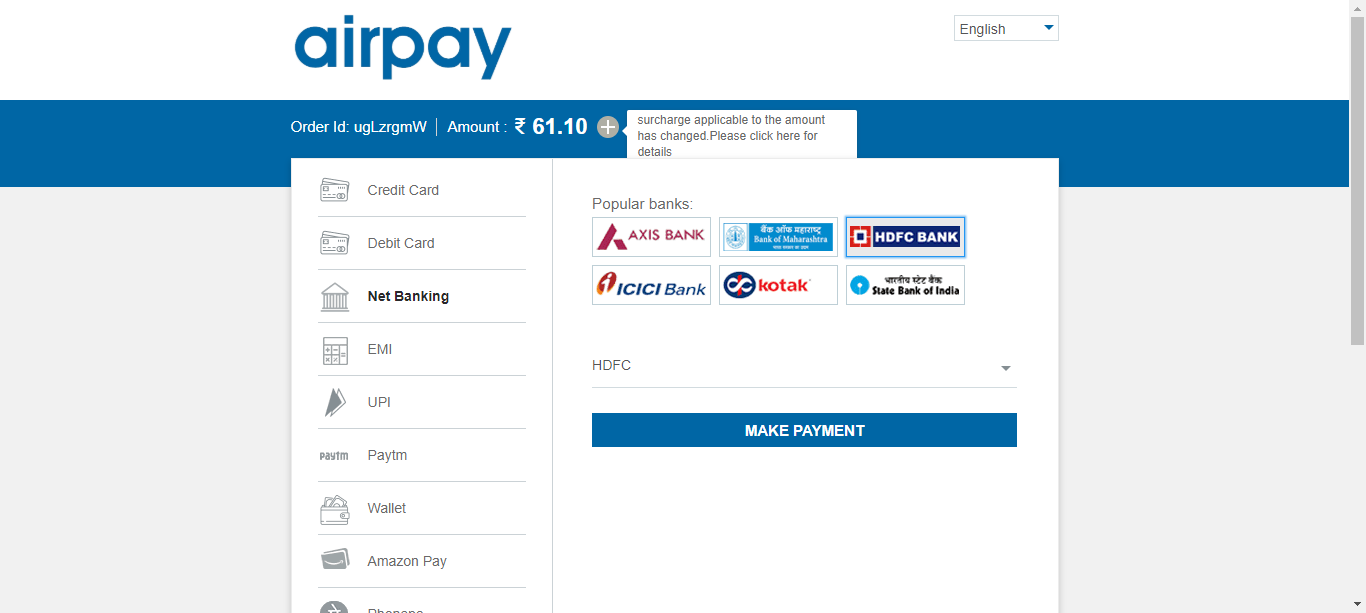 airpay
English
Order Id: ugLzrgmW | Amount : ₹ 61.10
surcharge applicable to the amount
has changed.Please click here for
details
Credit Card
Debit Card
Net Banking
EMI
UPI
paytm Paytm
Wallet
Amazon Pay
Phonepe
Popular banks:
AXIS BANK
बैंक ऑफ महाराष्ट्र
Bank of Maharashtra
HDFC BANK
ICICI Bank
kotak
भारतीय स्टेट बैंक
State Bank of India
HDFC
MAKE PAYMENT